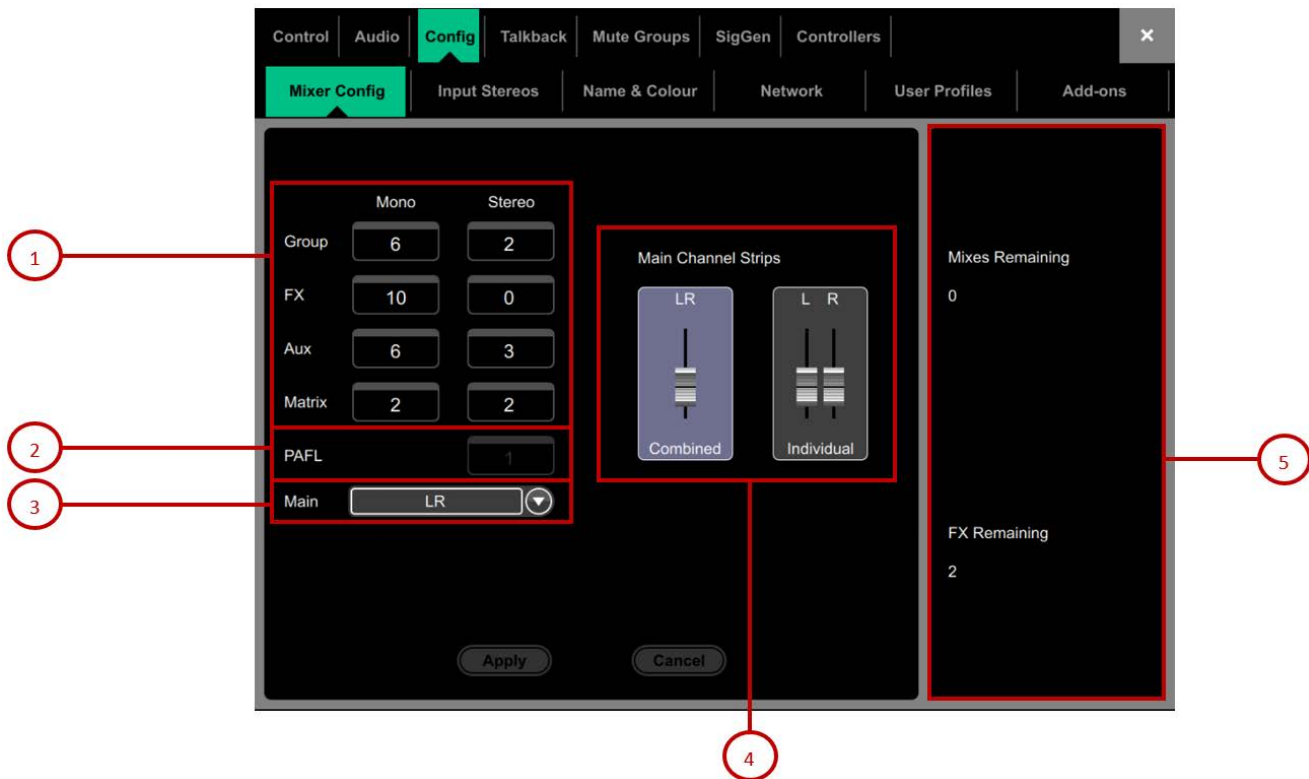 Control Audio Config Talkback Mute Groups SigGen Controllers ×
Mixer Config Input Stereos Name & Colour Network User Profiles Add-ons
Mono Stereo
Group 6 2
FX 10 0
Aux 6 3
Matrix 2 2
PAFL 1
Main LR
Main Channel Strips
LR L R
Combined Individual
Mixes Remaining
0
FX Remaining
2
Apply Cancel
1
2
3
4
5